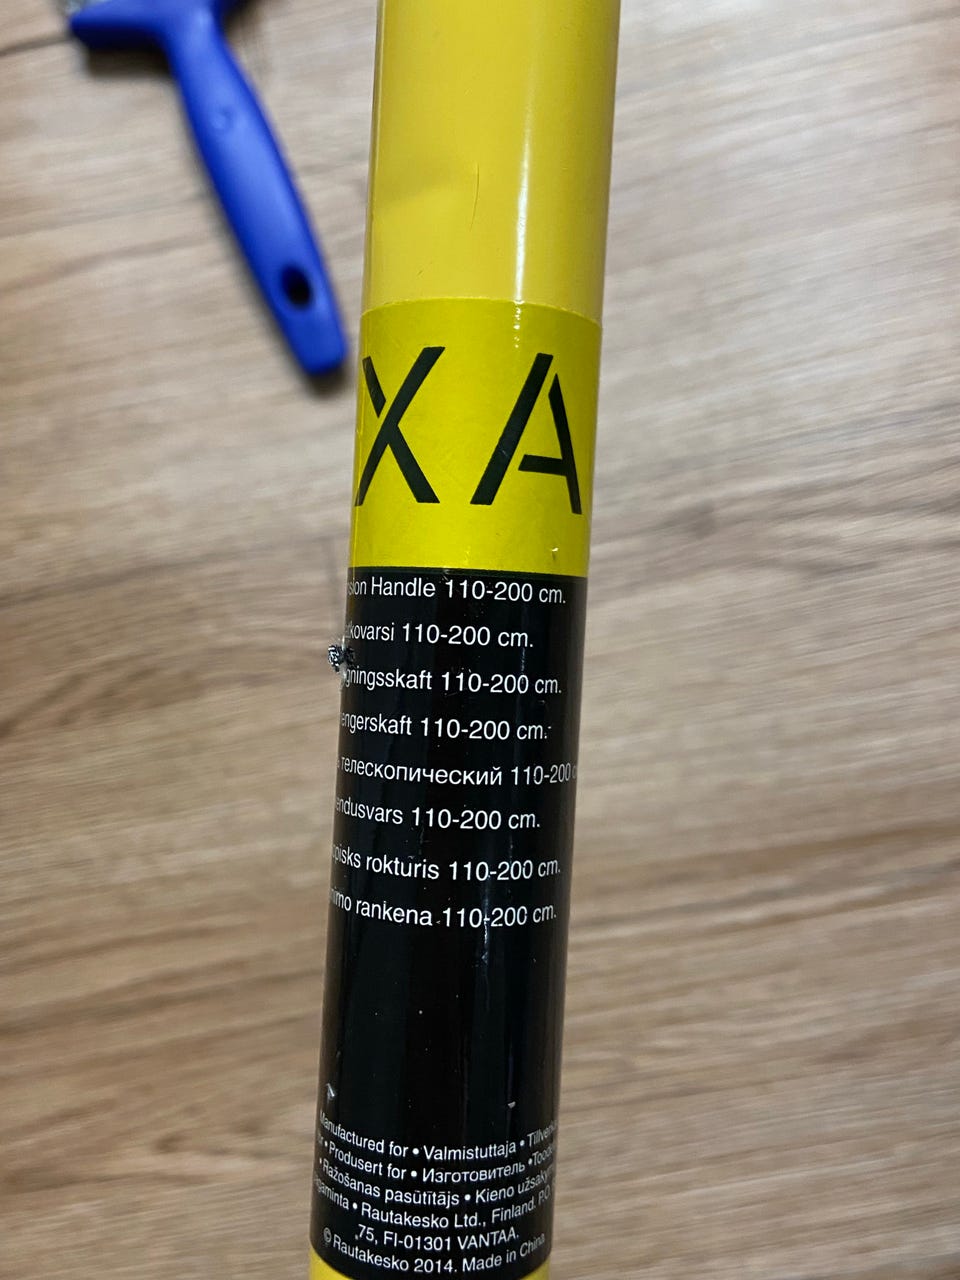 XA
Handle 110-200 cm.
110-200 cm.
110-200 cm.
110-200 cm.
телескопический 110-200
110-200 cm.
rokturis 110-200 cm.
rankena 110-200 cm.
Manufactured for • Valmistuttaja •
• Produsert for • Изготовитель •
• Ražošanas pasūtītājs • Kieno
• Rautakesko Ltd., Finland. P.O
75, FI-01301 VANTAA.
© Rautakesko 2014. Made in China